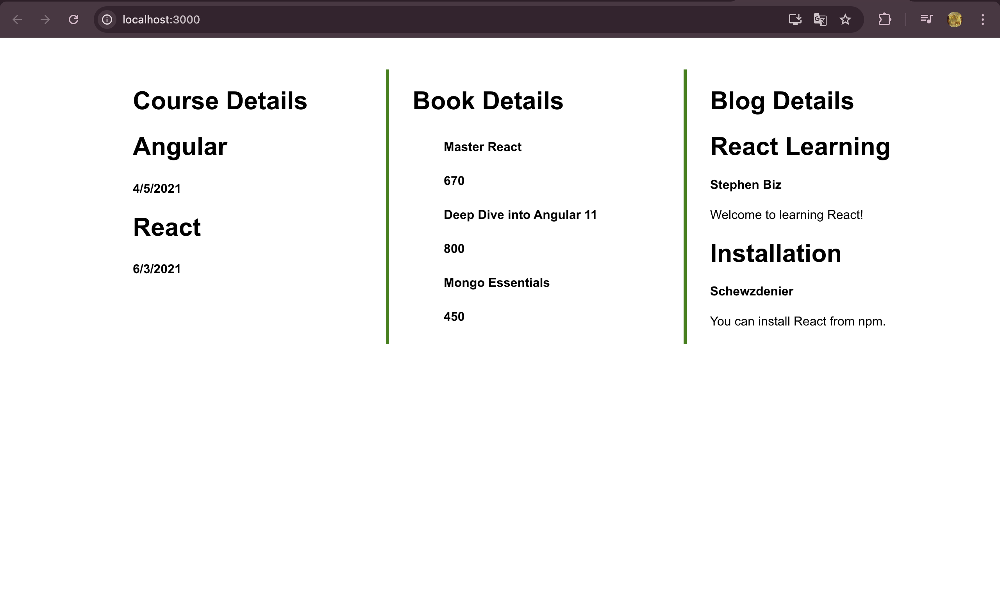 localhost:3000
Course Details
Angular
4/5/2021
React
6/3/2021
Book Details
Master React
670
Deep Dive into Angular 11
800
Mongo Essentials
450
Blog Details
React Learning
Stephen Biz
Welcome to learning React!
Installation
Schewzdenier
You can install React from npm.